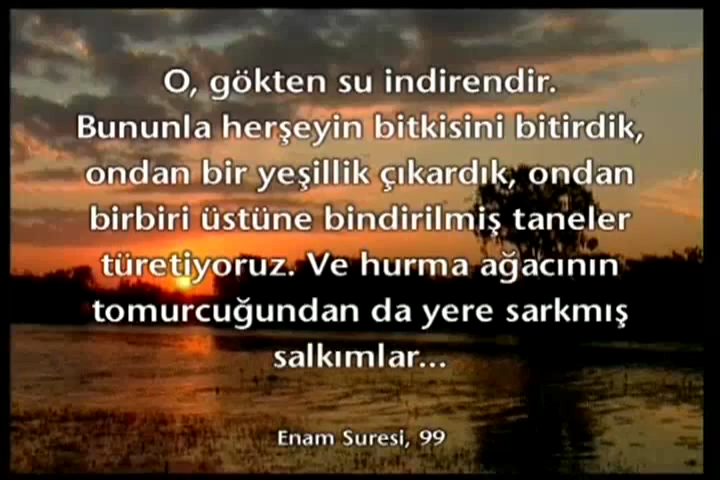 O, gökten su indirendir.
Bununla herşeyin bitkisini bitirdik,
ondan bir yeşillik çıkardık, ondan
birbiri üstüne bindirilmiş taneler
türetiyoruz. Ve hurma ağacının
tomurcuğundan da yere sarkmış
salkımlar...
Enam Suresi, 99